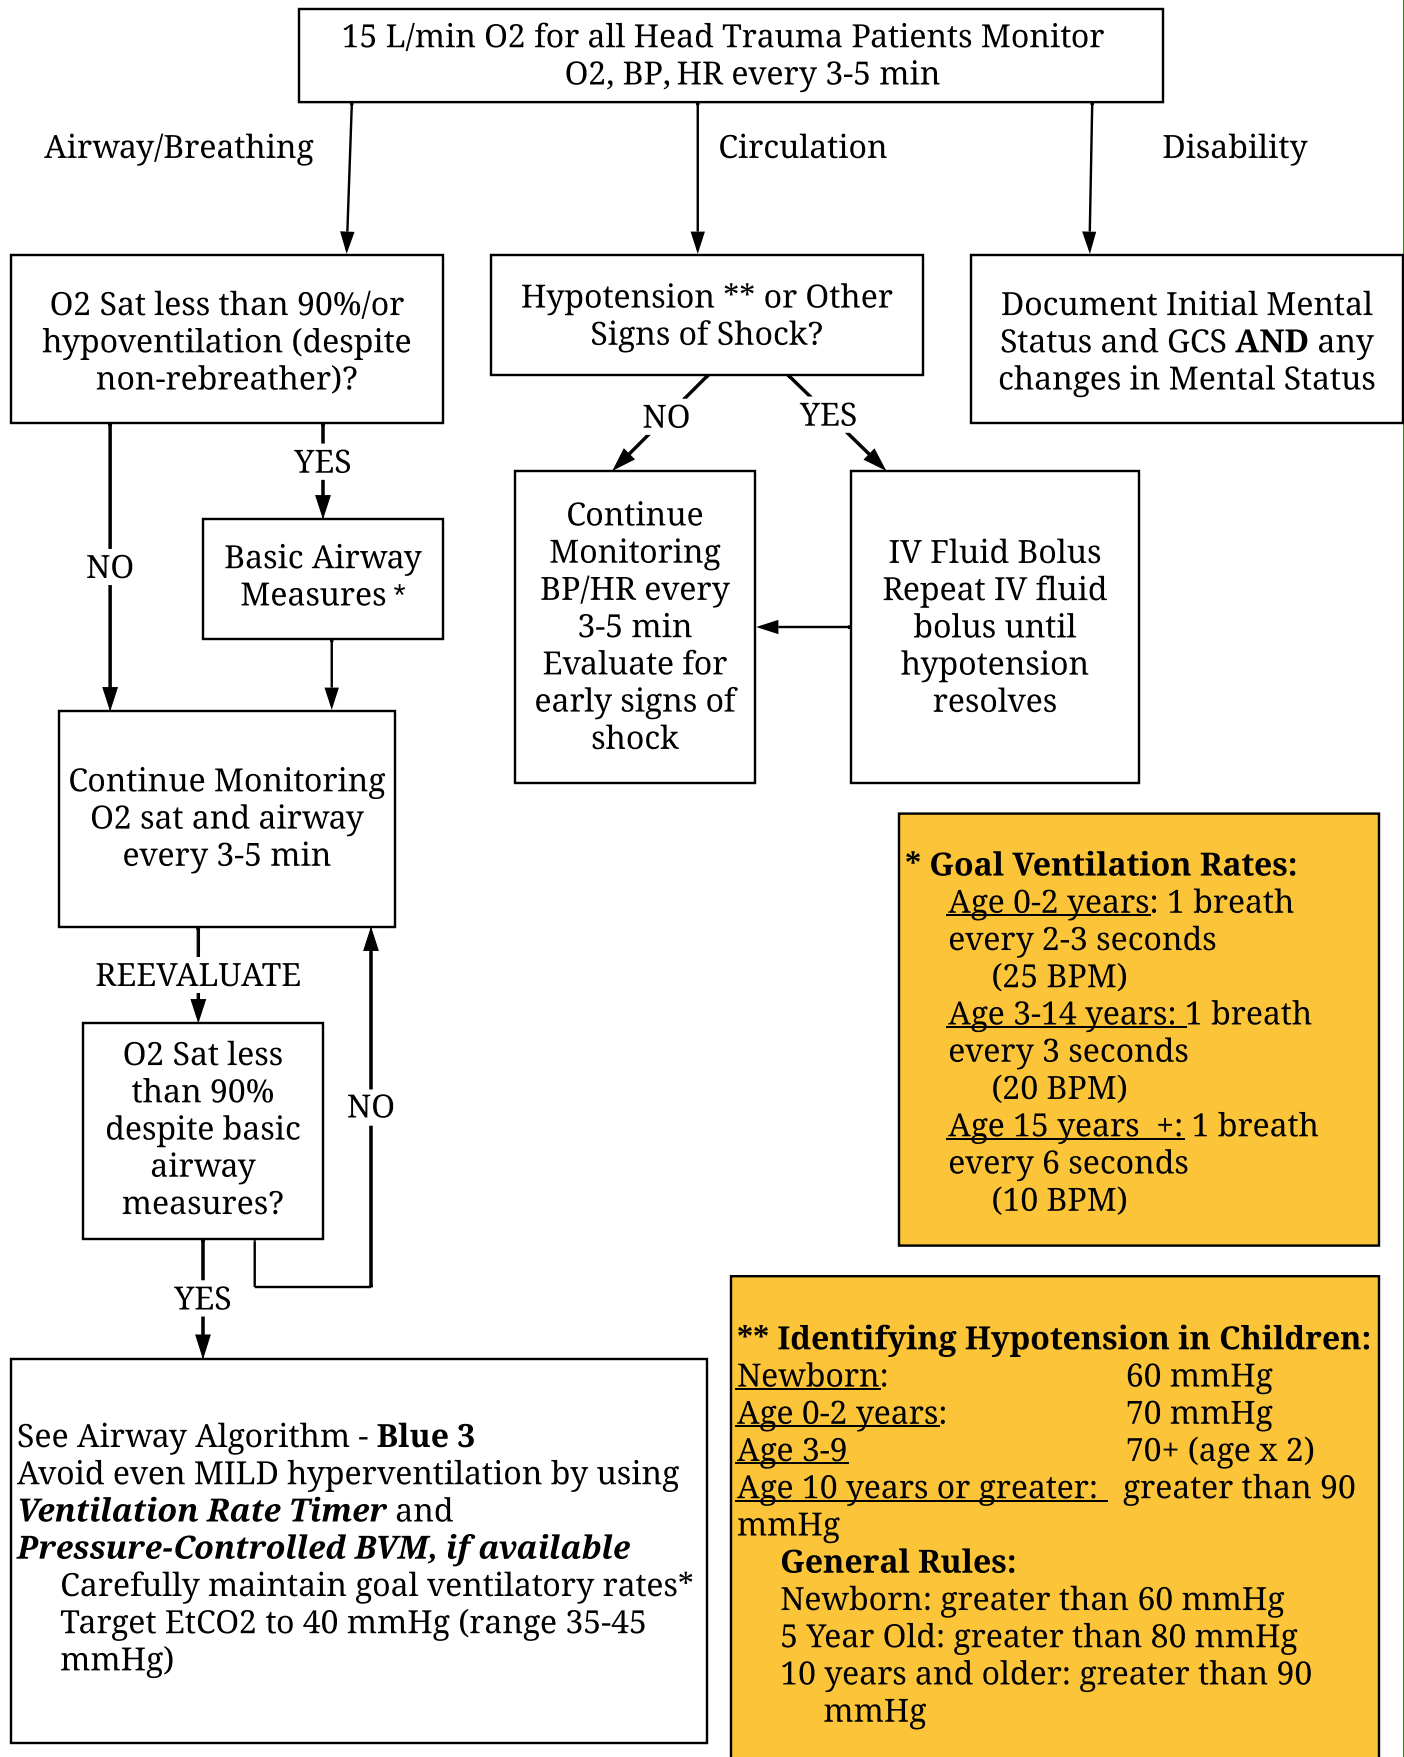 15 L/min O2 for all Head Trauma Patients Monitor
O2, BP, HR every 3-5 min
Airway/Breathing
Circulation
Disability
O2 Sat less than 90%/or
hypoventilation (despite
non-rebreather)?
Hypotension ** or Other
Signs of Shock?
Document Initial Mental
Status and GCS AND any
changes in Mental Status
NO
YES
NO
YES
Basic Airway
Measures *
Continue
Monitoring
BP/HR every
3-5 min
Evaluate for
early signs of
shock
IV Fluid Bolus
Repeat IV fluid
bolus until
hypotension
resolves
Continue Monitoring
O2 sat and airway
every 3-5 min
REEVALUATE
NO
O2 Sat less
than 90%
despite basic
airway
measures?
YES
See Airway Algorithm - Blue 3
Avoid even MILD hyperventilation by using
Ventilation Rate Timer and
Pressure-Controlled BVM, if available
Carefully maintain goal ventilatory rates*
Target EtCO2 to 40 mmHg (range 35-45
mmHg)
* Goal Ventilation Rates:
Age 0-2 years: 1 breath
every 2-3 seconds
(25 BPM)
Age 3-14 years: 1 breath
every 3 seconds
(20 BPM)
Age 15 years  +: 1 breath
every 6 seconds
(10 BPM)
** Identifying Hypotension in Children:
Newborn: 60 mmHg
Age 0-2 years: 70 mmHg
Age 3-9 70+ (age x 2)
Age 10 years or greater: greater than 90
mmHg
General Rules:
Newborn: greater than 60 mmHg
5 Year Old: greater than 80 mmHg
10 years and older: greater than 90
mmHg